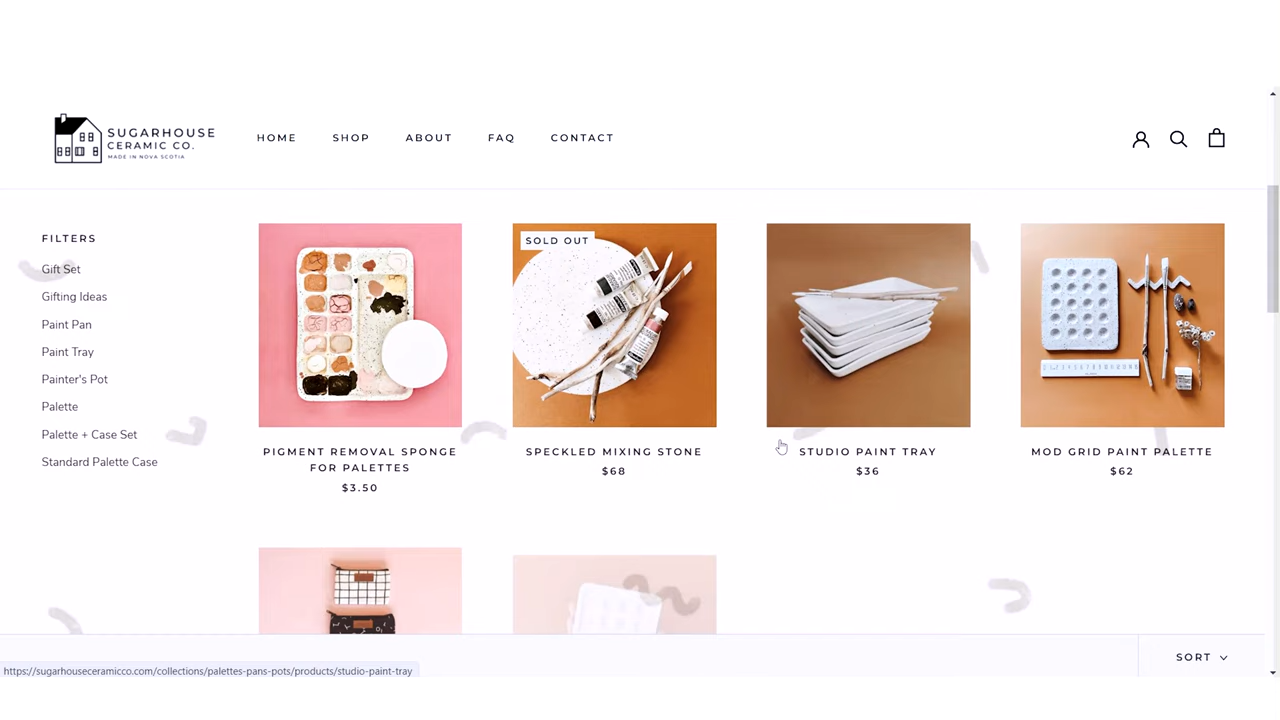 SUGARHOUSE
CERAMIC CO.
MADE IN NOVA SCOTIA
HOME SHOP ABOUT FAQ CONTACT
FILTERS
Gift Set
Gifting Ideas
Paint Pan
Paint Tray
Painter's Pot
Palette
Palette + Case Set
Standard Palette Case
PIGMENT REMOVAL SPONGE
FOR PALETTES
$3.50
SOLD OUT
SPECKLED MIXING STONE
$68
STUDIO PAINT TRAY
$36
MOD GRID PAINT PALETTE
$62
SORT
https://sugarhouseceramicco.com/collections/palettes-pans-pots/products/studio-paint-tray